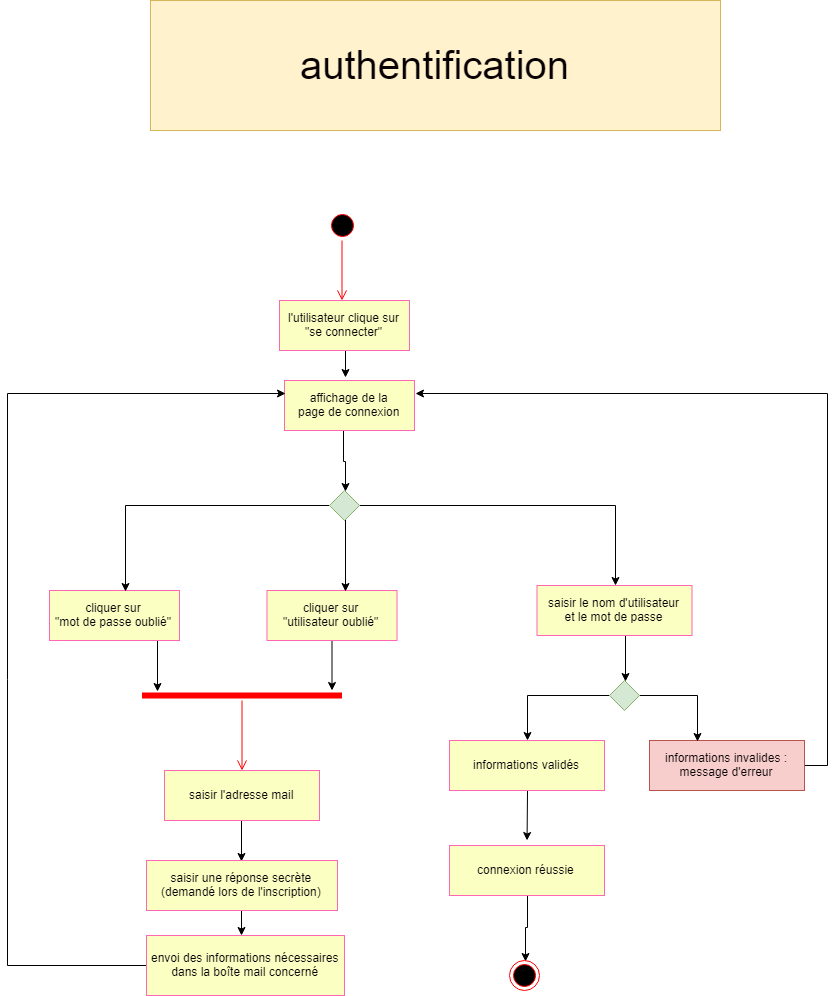 authentification
l'utilisateur clique sur
"se connecter"
affichage de la
page de connexion
cliquer sur
"mot de passe oublié"
cliquer sur
"utilisateur oublié"
saisir le nom d'utilisateur
et le mot de passe
informations validés
informations invalides :
message d'erreur
saisir l'adresse mail
saisir une réponse secrète
(demandé lors de l'inscription)
connexion réussie
envoi des informations nécessaires
dans la boîte mail concerné